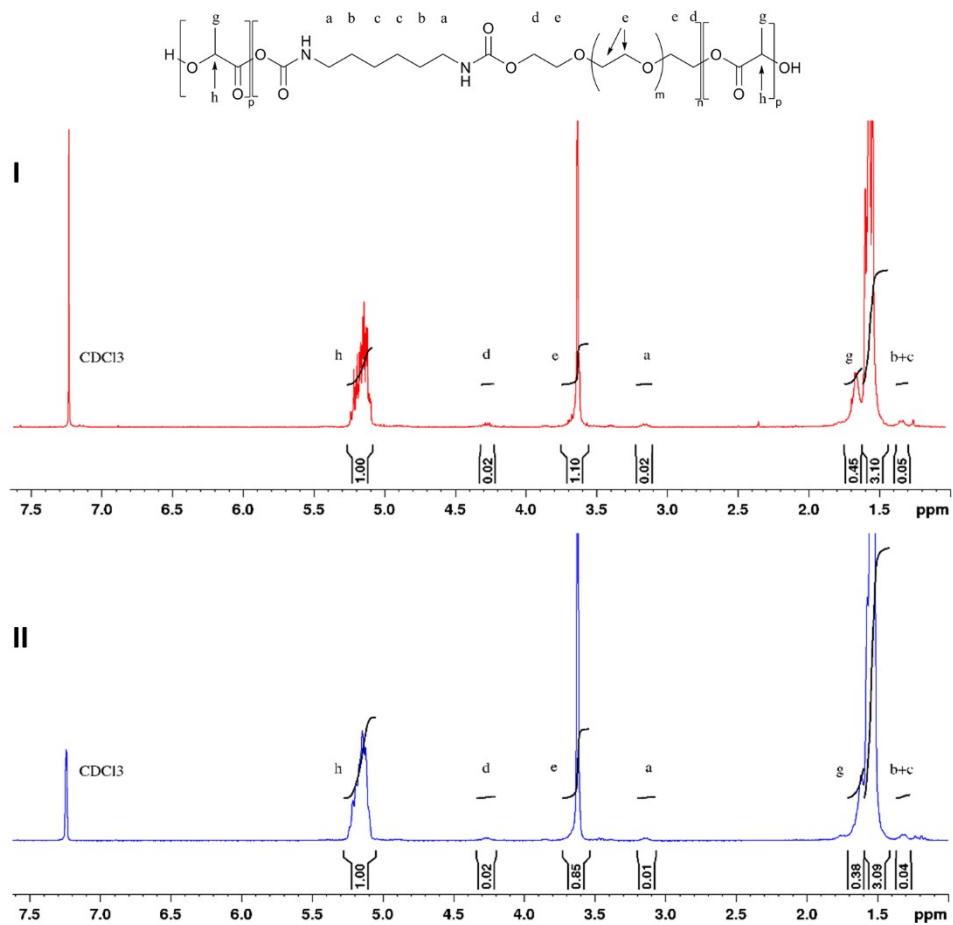 g a b c c b a d e e e d g
H O O p O N H O N H O O O O m n O O p OH
h O O O O h
I
CDCl3 h d e a g b+c
1.00 0.02 1.10 0.02 0.45 3.10 0.05
7.5 7.0 6.5 6.0 5.5 5.0 4.5 4.0 3.5 3.0 2.5 2.0 1.5 ppm
II
CDCl3 h d e a g b+c
1.00 0.02 0.85 0.01 0.38 3.09 0.04
7.5 7.0 6.5 6.0 5.5 5.0 4.5 4.0 3.5 3.0 2.5 2.0 1.5 ppm